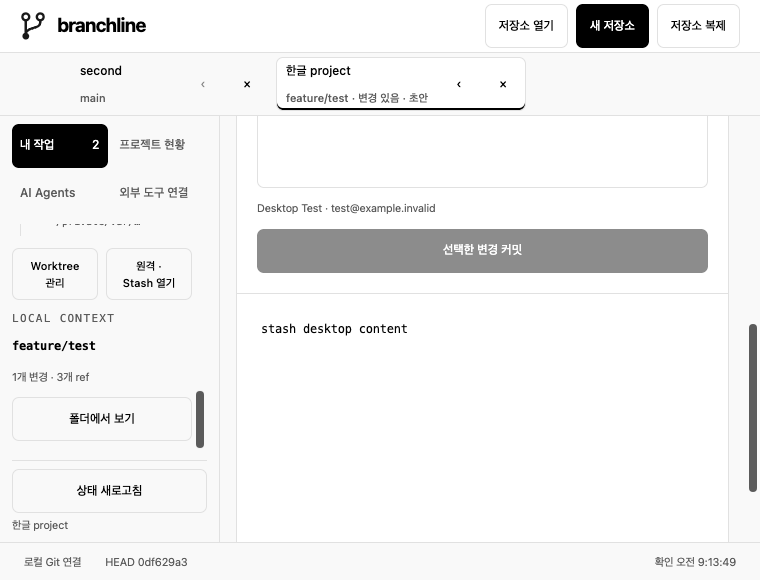 branchline
저장소 열기
새 저장소
저장소 복제
second
main
‹
×
한글 project
feature/test · 변경 있음 · 초안
‹
×
내 작업 2
프로젝트 현황
AI Agents
외부 도구 연결
Worktree
관리
원격 ·
Stash 열기
LOCAL CONTEXT
feature/test
1개 변경 · 3개 ref
폴더에서 보기
상태 새로고침
한글 project
Desktop Test · test@example.invalid
선택한 변경 커밋
stash desktop content
로컬 Git 연결
HEAD 0df629a3
확인 오전 9:13:49